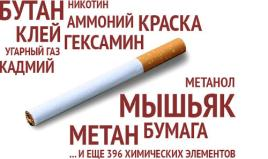 БУТАН
НИКОТИН
АММОНИЙ КРАСКА
КЛЕЙ
ГЕКСАМИН
УГАРНЫЙ ГАЗ
КАДМИЙ
МЕТАНОЛ
МЫШЬЯК
МЕТАН БУМАГА
... И ЕЩЕ 396 ХИМИЧЕСКИХ ЭЛЕМЕНТОВ